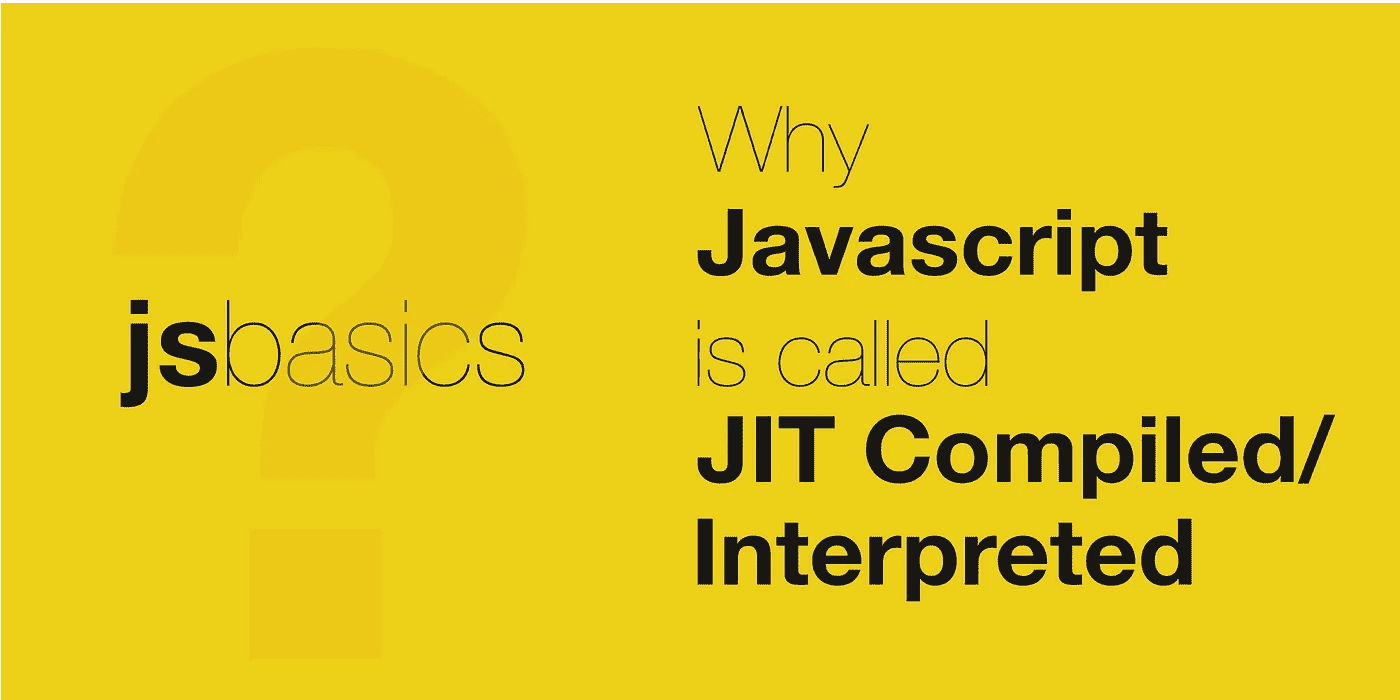 jsbasics
Why
Javascript
is called
JIT Compiled/
Interpreted